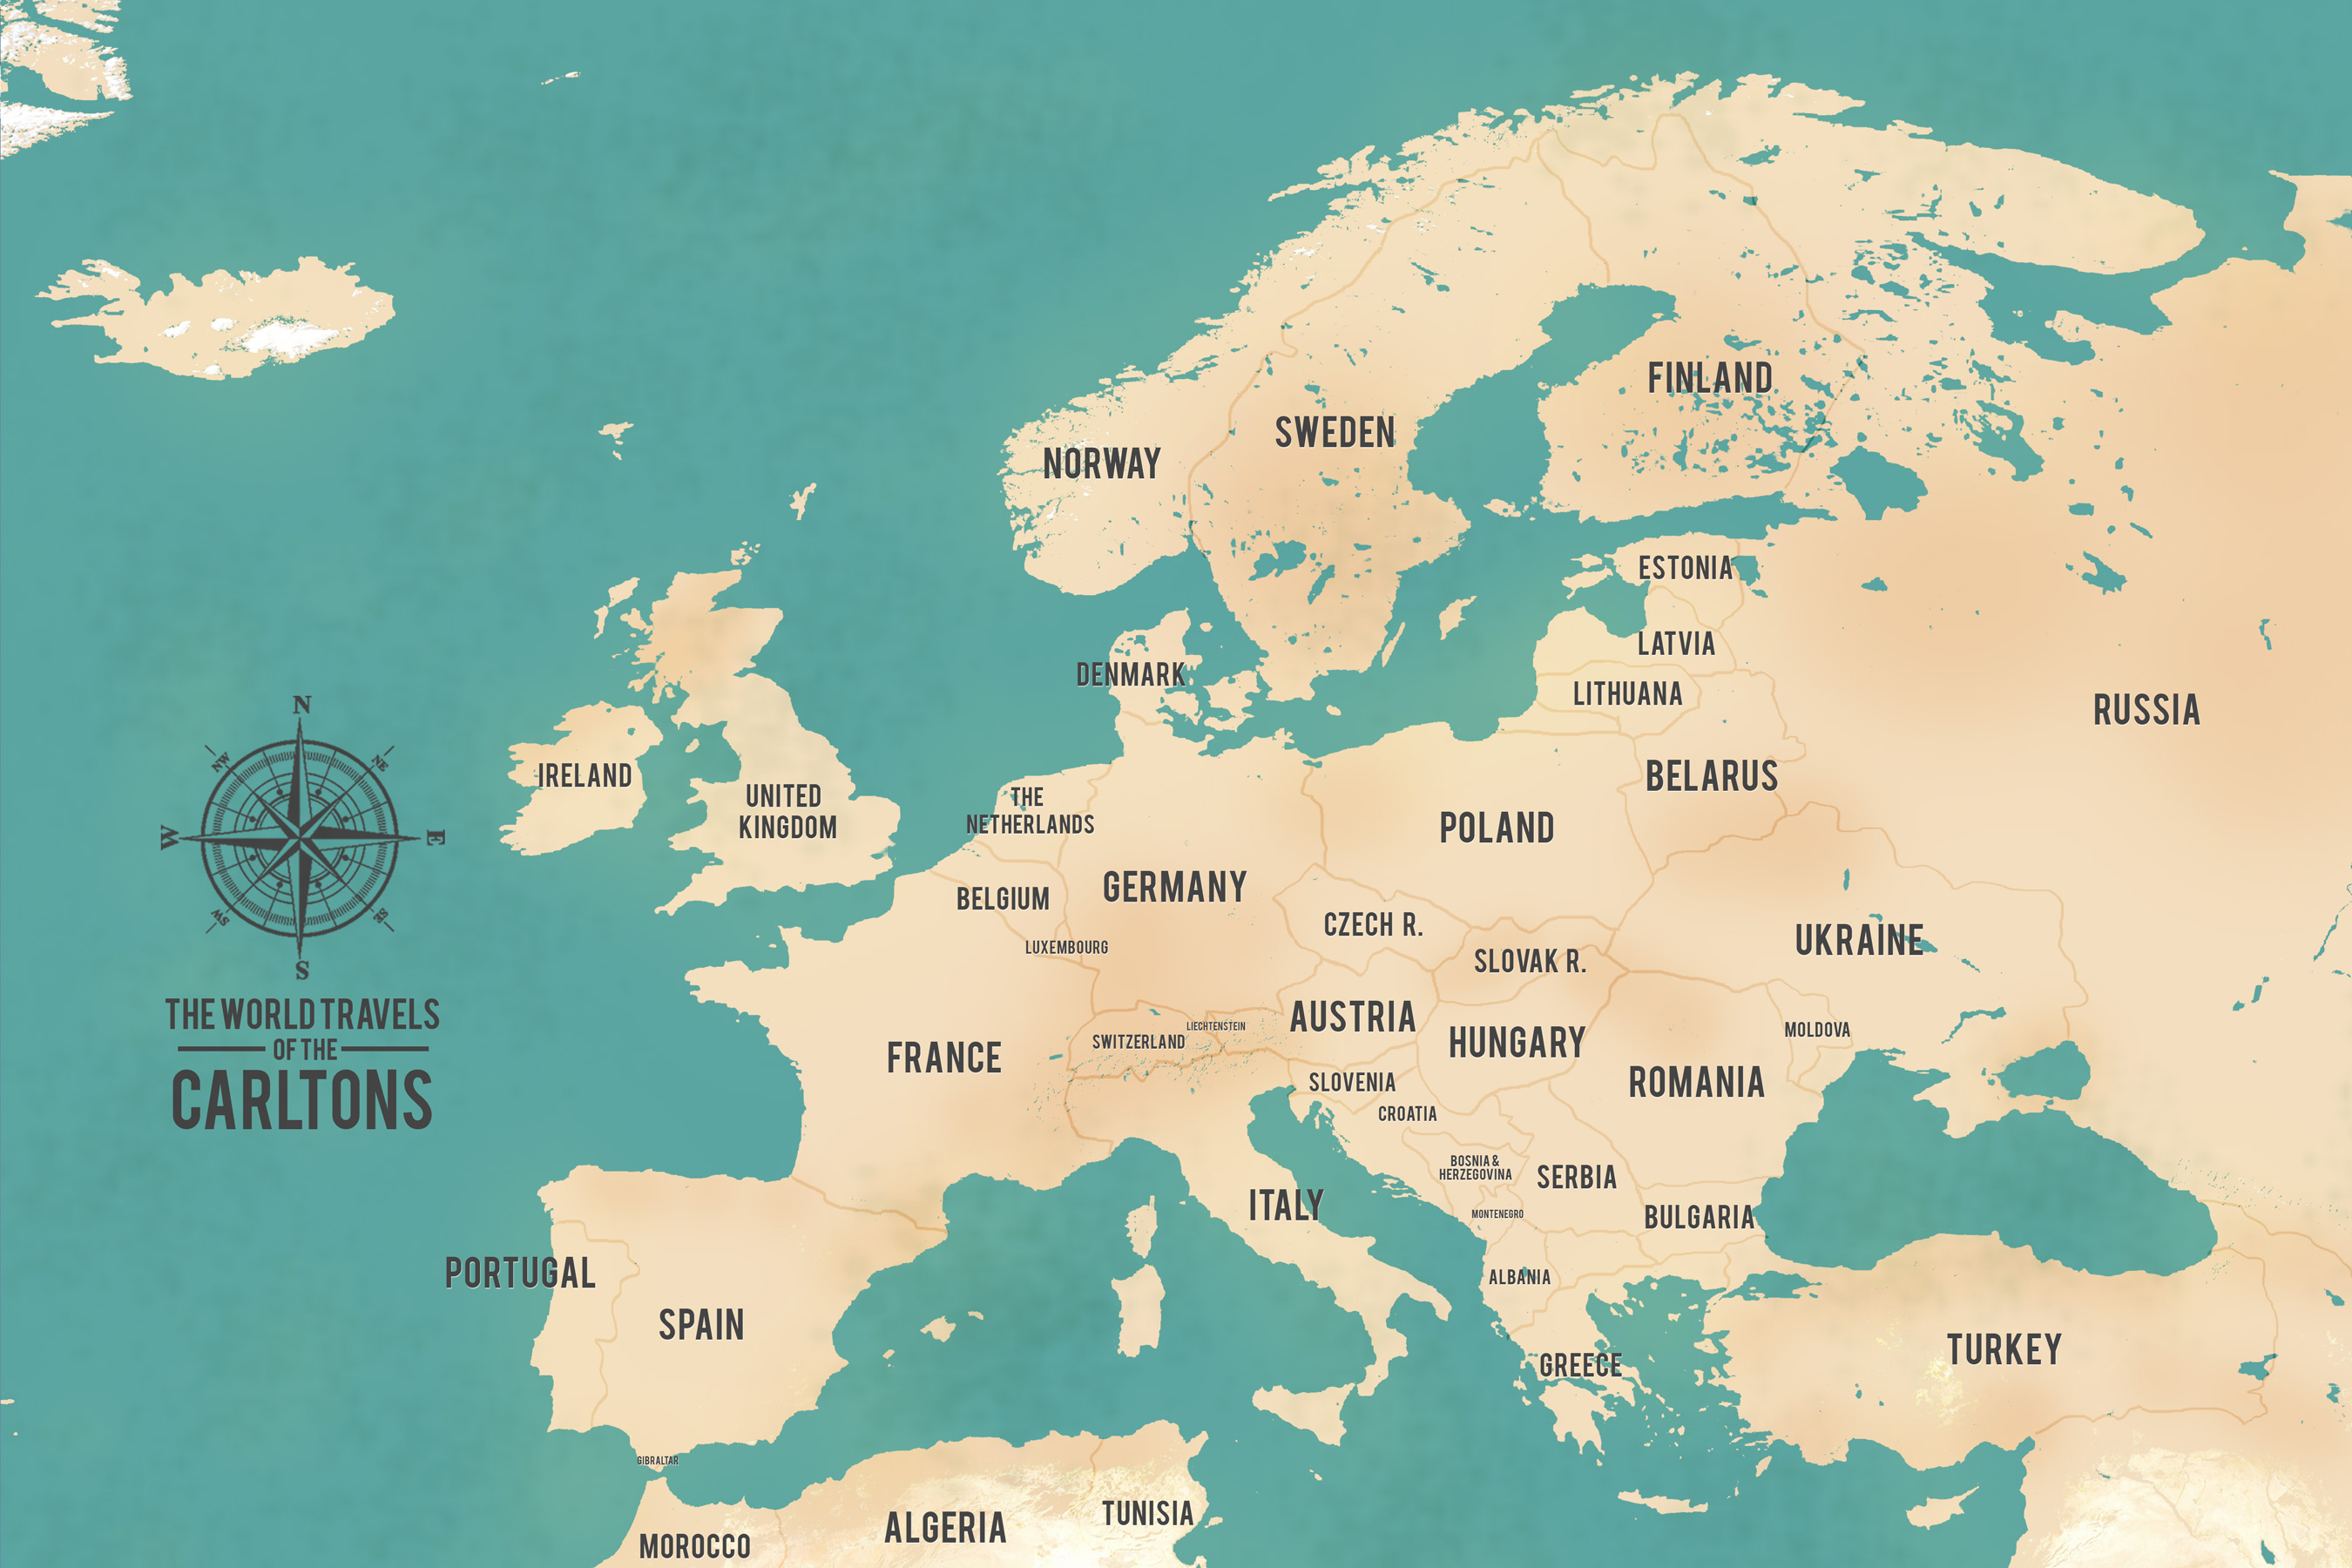 FINLAND
SWEDEN
NORWAY
ESTONIA
LATVIA
DENMARK
LITHUANA
RUSSIA
N
NW
NE
W
E
SW
SE
S
IRELAND
UNITED
KINGDOM
THE
NETHERLANDS
BELARUS
POLAND
GERMANY
BELGIUM
CZECH R.
UKRAINE
LUXEMBOURG
SLOVAK R.
THE WORLD TRAVELS
OF THE
CARLTONS
AUSTRIA
LIECHTENSTEIN
SWITZERLAND
HUNGARY
MOLDOVA
FRANCE
SLOVENIA
ROMANIA
CROATIA
BOSNIA &
HERZEGOVINA
SERBIA
ITALY
MONTENEGRO
BULGARIA
PORTUGAL
ALBANIA
SPAIN
TURKEY
GREECE
GIBRALTAR
TUNISIA
ALGERIA
MOROCCO